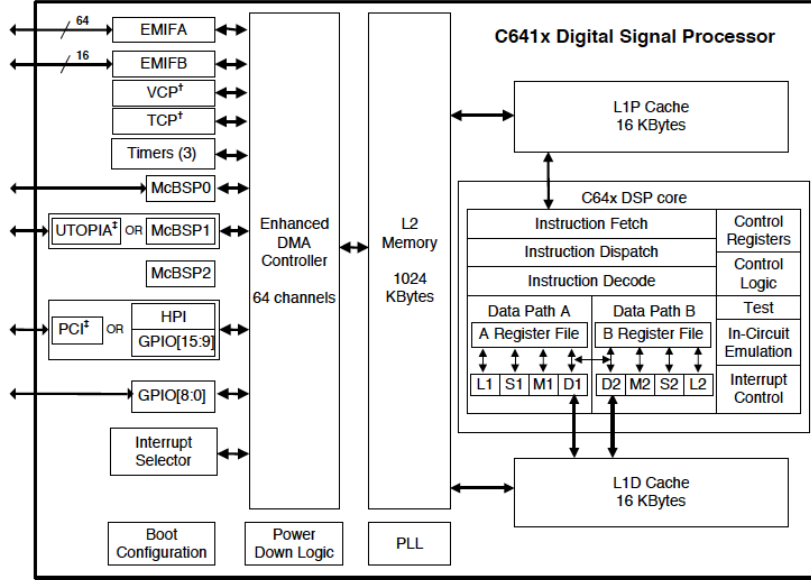 C641x Digital Signal Processor
64
EMIFA
16
EMIFB
VCP†
TCP†
Timers (3)
McBSP0
UTOPIA‡ OR McBSP1
McBSP2
PCI‡ OR HPI
GPIO[15:9]
GPIO[8:0]
Interrupt
Selector
Boot
Configuration
Enhanced
DMA
Controller
64 channels
Power
Down Logic
L2
Memory
1024
KBytes
PLL
L1P Cache
16 KBytes
C64x DSP core
Instruction Fetch
Instruction Dispatch
Instruction Decode
Control
Registers
Control
Logic
Test
In-Circuit
Emulation
Interrupt
Control
Data Path A
A Register File
L1 S1 M1 D1
Data Path B
B Register File
D2 M2 S2 L2
L1D Cache
16 KBytes